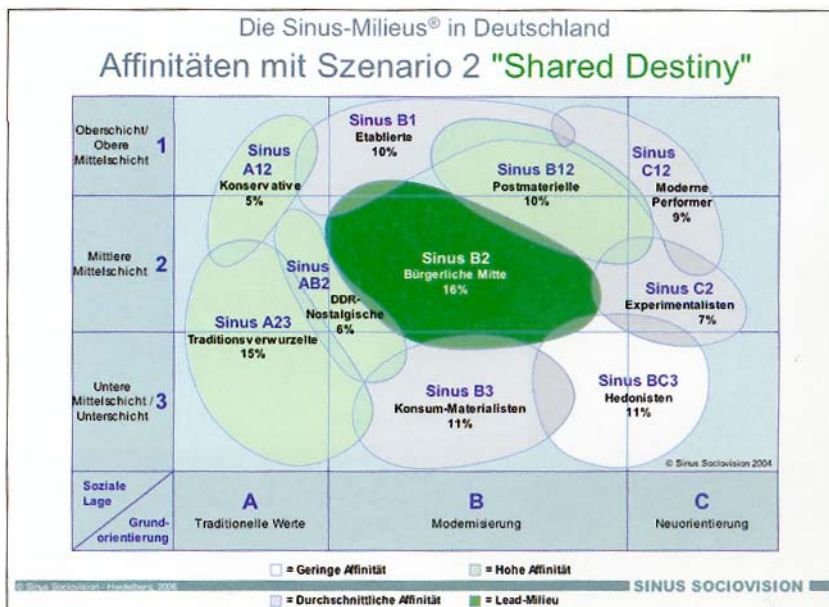 Die Sinus-Milieus® in Deutschland
Affinitäten mit Szenario 2 "Shared Destiny"
Oberschicht/
Obere
Mittelschicht
1
Mittlere
Mittelschicht
2
Untere
Mittelschicht /
Unterschicht
3
Sinus
A12
Konservative
5%
Sinus B1
Etablierte
10%
Sinus B12
Postmaterielle
10%
Sinus
C12
Moderne
Performer
9%
Sinus
AB2
DDR-
Nostalgische
6%
Sinus B2
Bürgerliche Mitte
16%
Sinus C2
Experimentalisten
7%
Sinus A23
Traditionsverwurzelte
15%
Sinus B3
Konsum-Materialisten
11%
Sinus BC3
Hedonisten
11%
© Sinus Sociovision 2004
Soziale
Lage
Grund-
orientierung
A
Traditionelle Werte
B
Modernisierung
C
Neuorientierung
= Geringe Affinität
= Hohe Affinität
© Sinus Sociovision - Heidelberg, 2006
SINUS SOCIOVISION
= Durchschnittliche Affinität
= Lead-Milieu